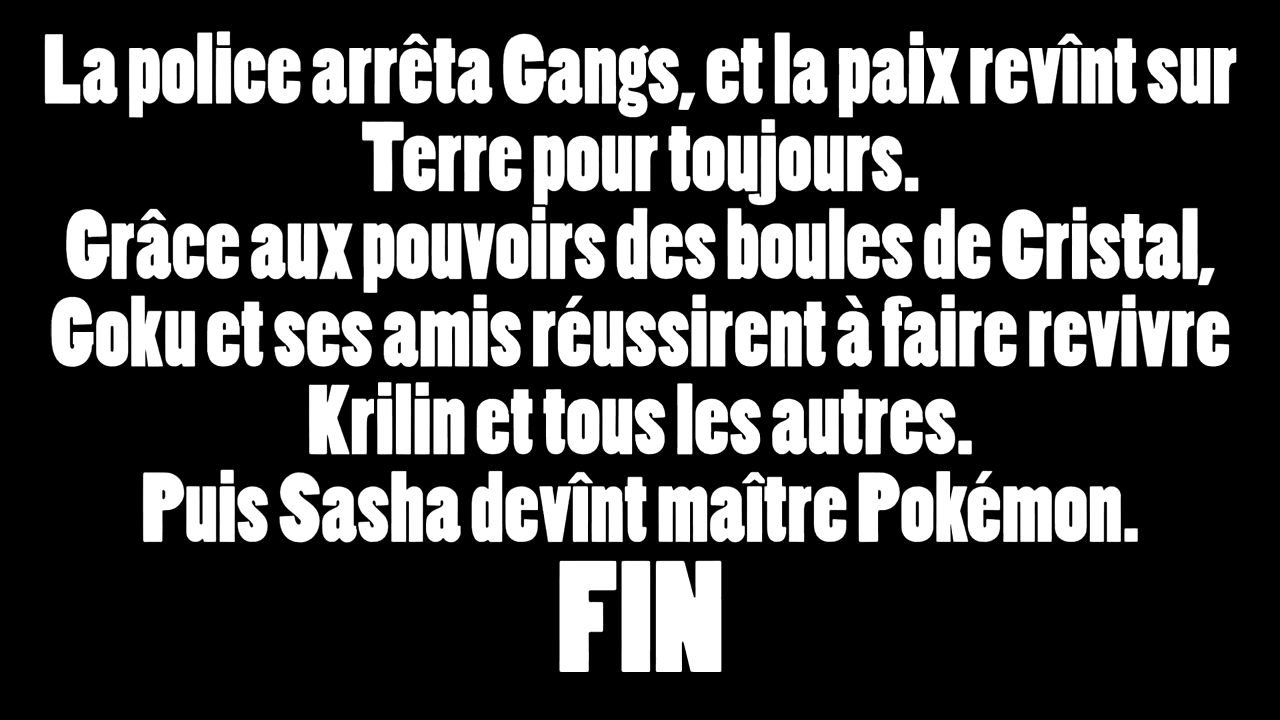 La police arrêta Gangs, et la paix revînt sur
Terre pour toujours.
Grâce aux pouvoirs des boules de Cristal,
Goku et ses amis réussirent à faire revivre
Krilin et tous les autres.
Puis Sasha devînt maître Pokémon.
FIN